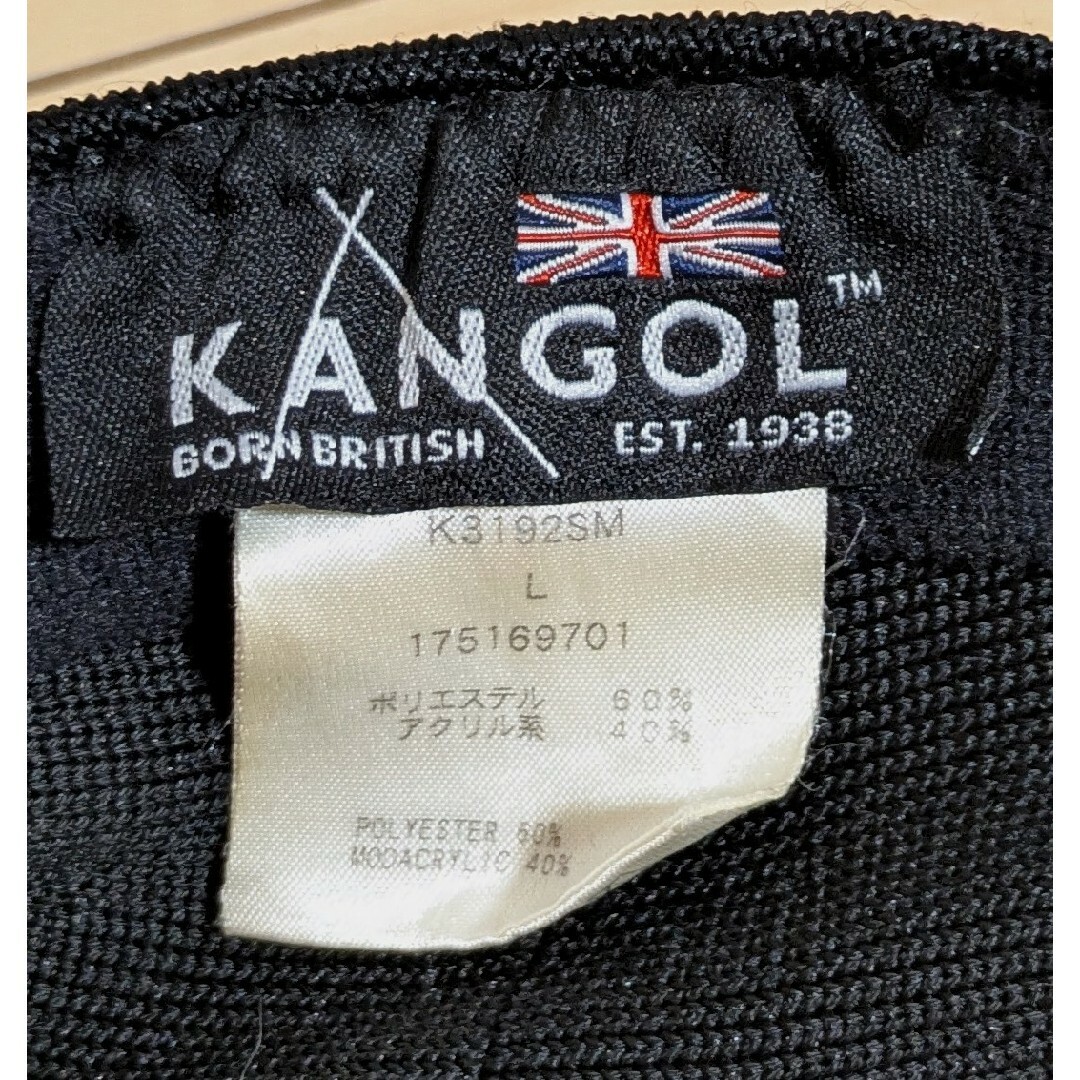 KANGOL™
BORN BRITISH EST. 1938
K3192SM
L
175169701
ポリエステル 60%
アクリル系 40%
POLYESTER 60%
MODACRYLIC 40%